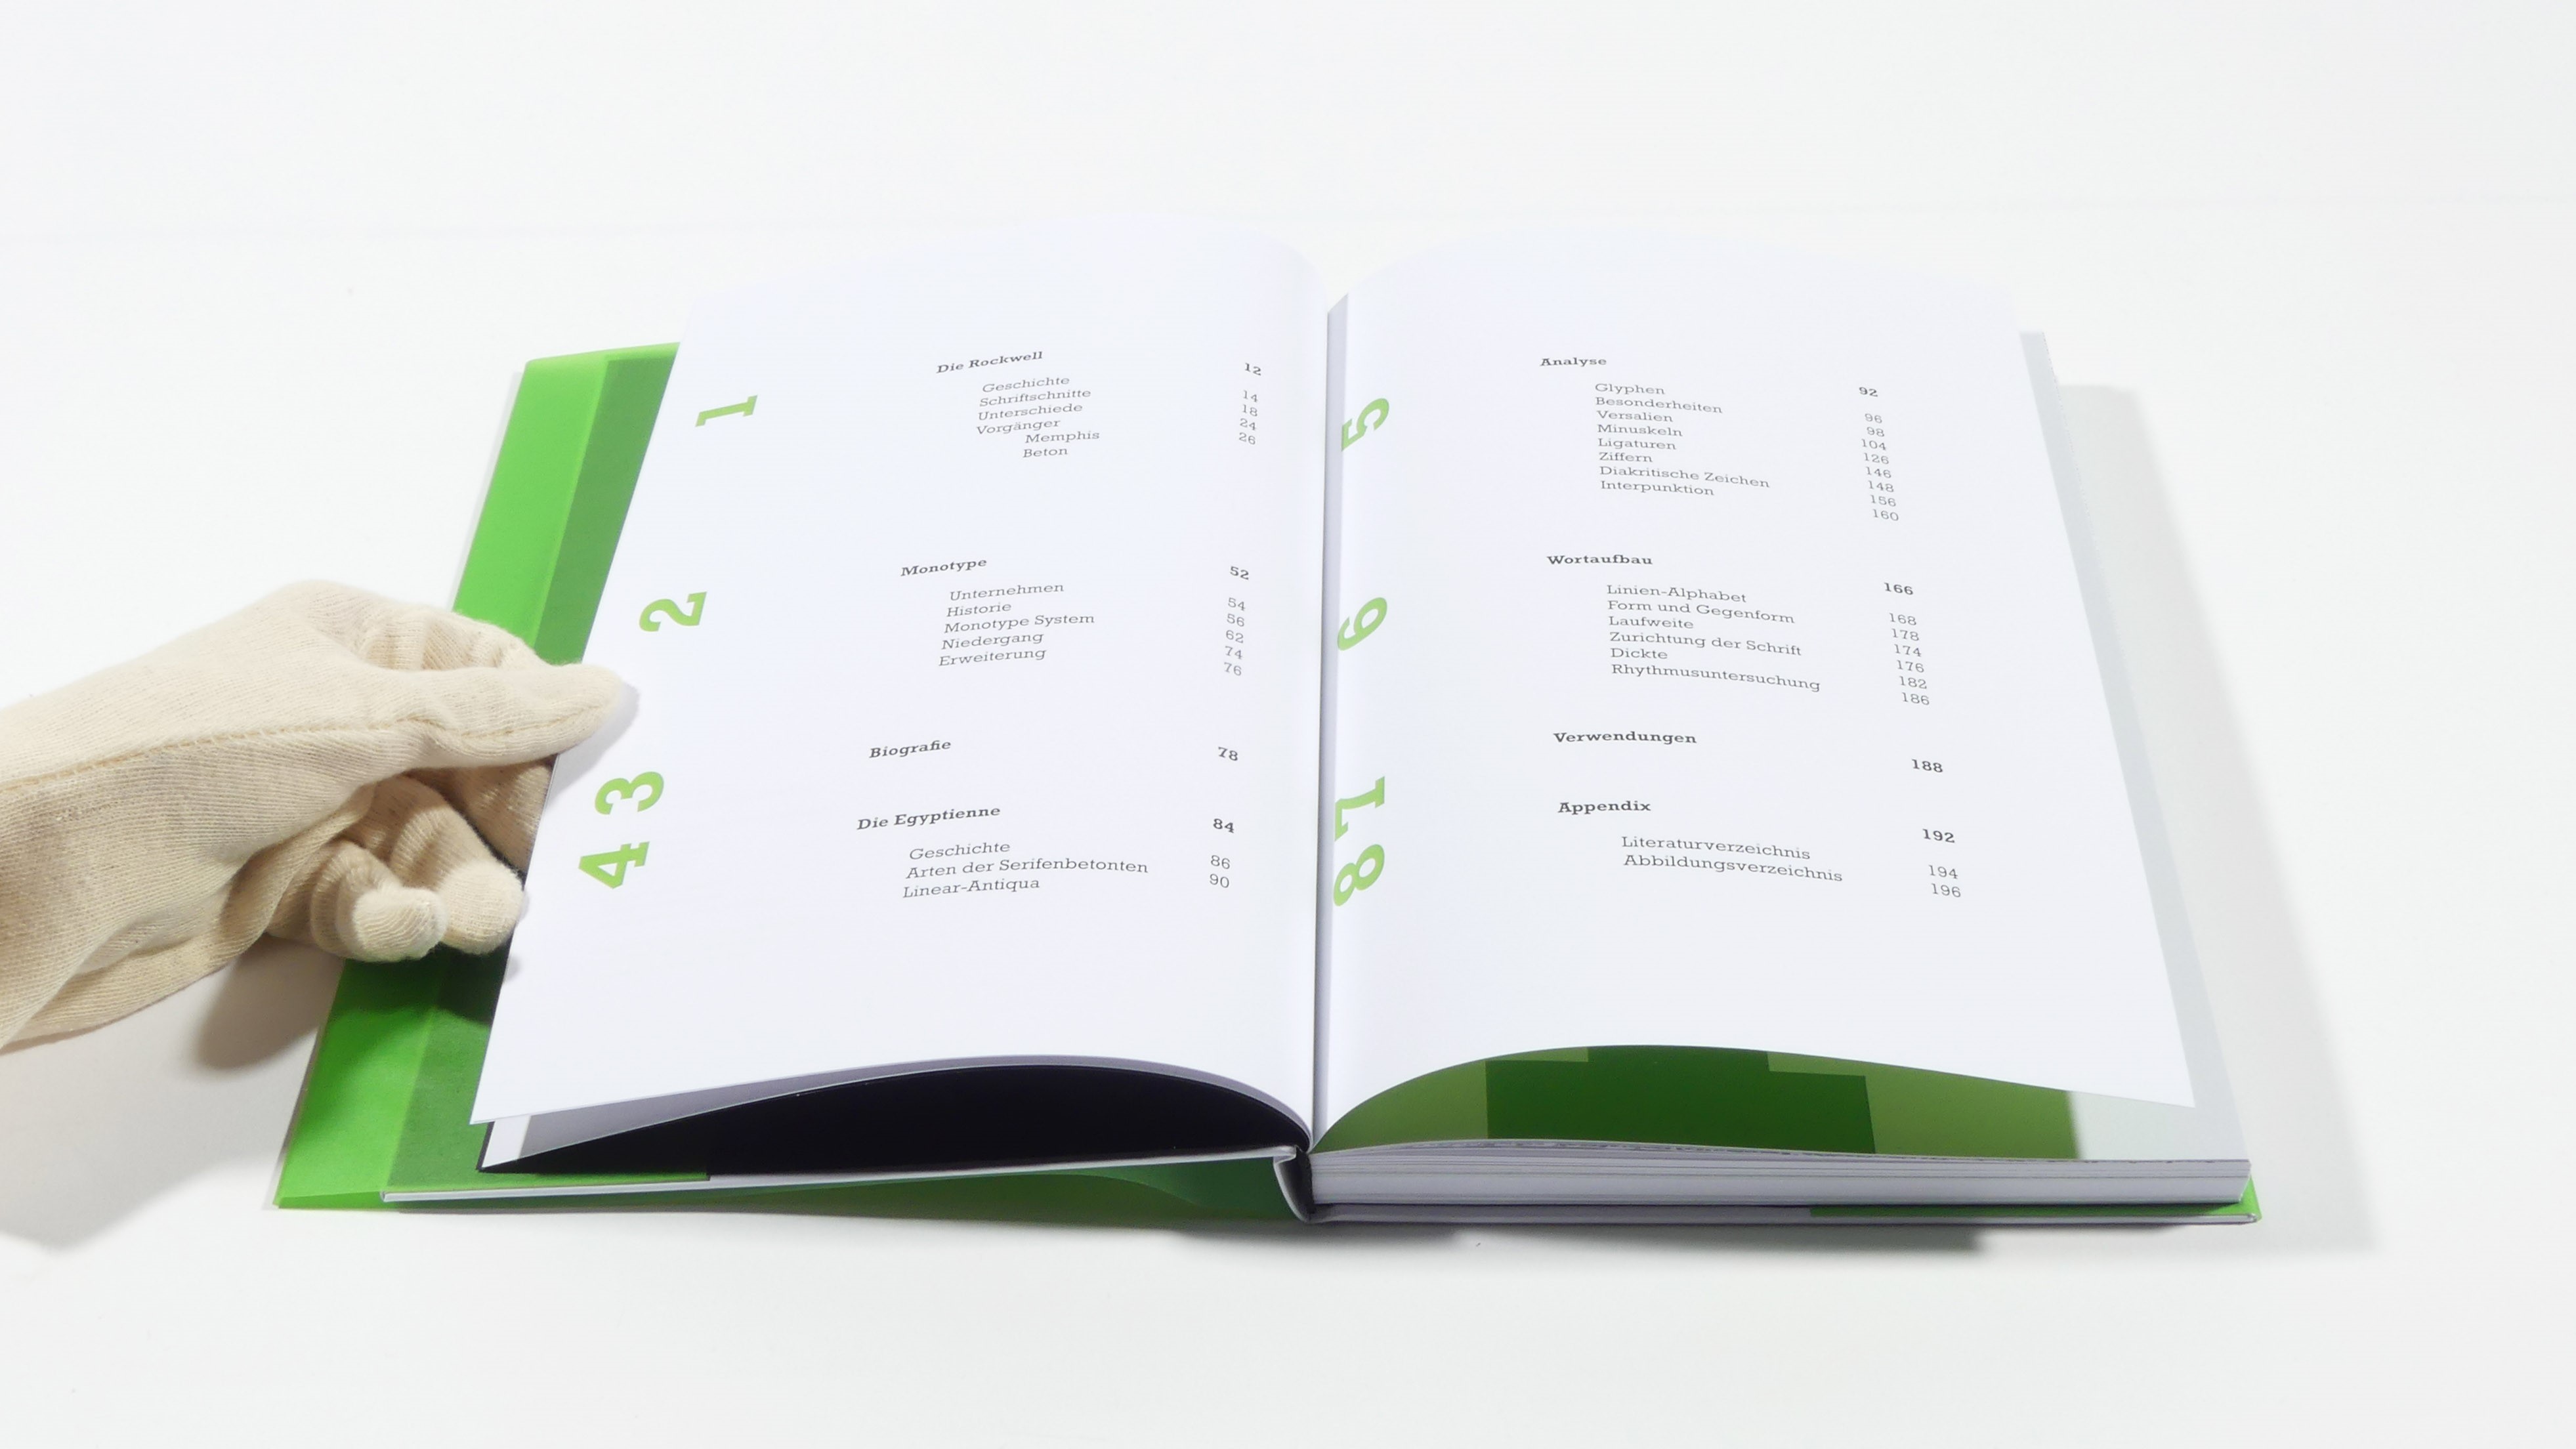 1
Die Rockwell 12
Geschichte 14
Schriftschnitte 18
Unterschiede 24
Vorgänger 26
Memphis
Beton
2
Monotype 52
Unternehmen 54
Historie 56
Monotype System 62
Niedergang 74
Erweiterung 76
3
Biografie 78
4
Die Egyptienne 84
Geschichte 86
Arten der Serifenbetonten 90
Linear-Antiqua
5
Analyse 92
Glyphen 96
Besonderheiten 98
Versalien 104
Minuskeln 126
Ligaturen 146
Ziffern 148
Diakritische Zeichen 156
Interpunktion 160
6
Wortaufbau 166
Linien-Alphabet 168
Form und Gegenform 178
Laufweite 174
Zurichtung der Schrift 176
Dickte 182
Rhythmusuntersuchung 186
7
Verwendungen 188
8
Appendix 192
Literaturverzeichnis 194
Abbildungsverzeichnis 196